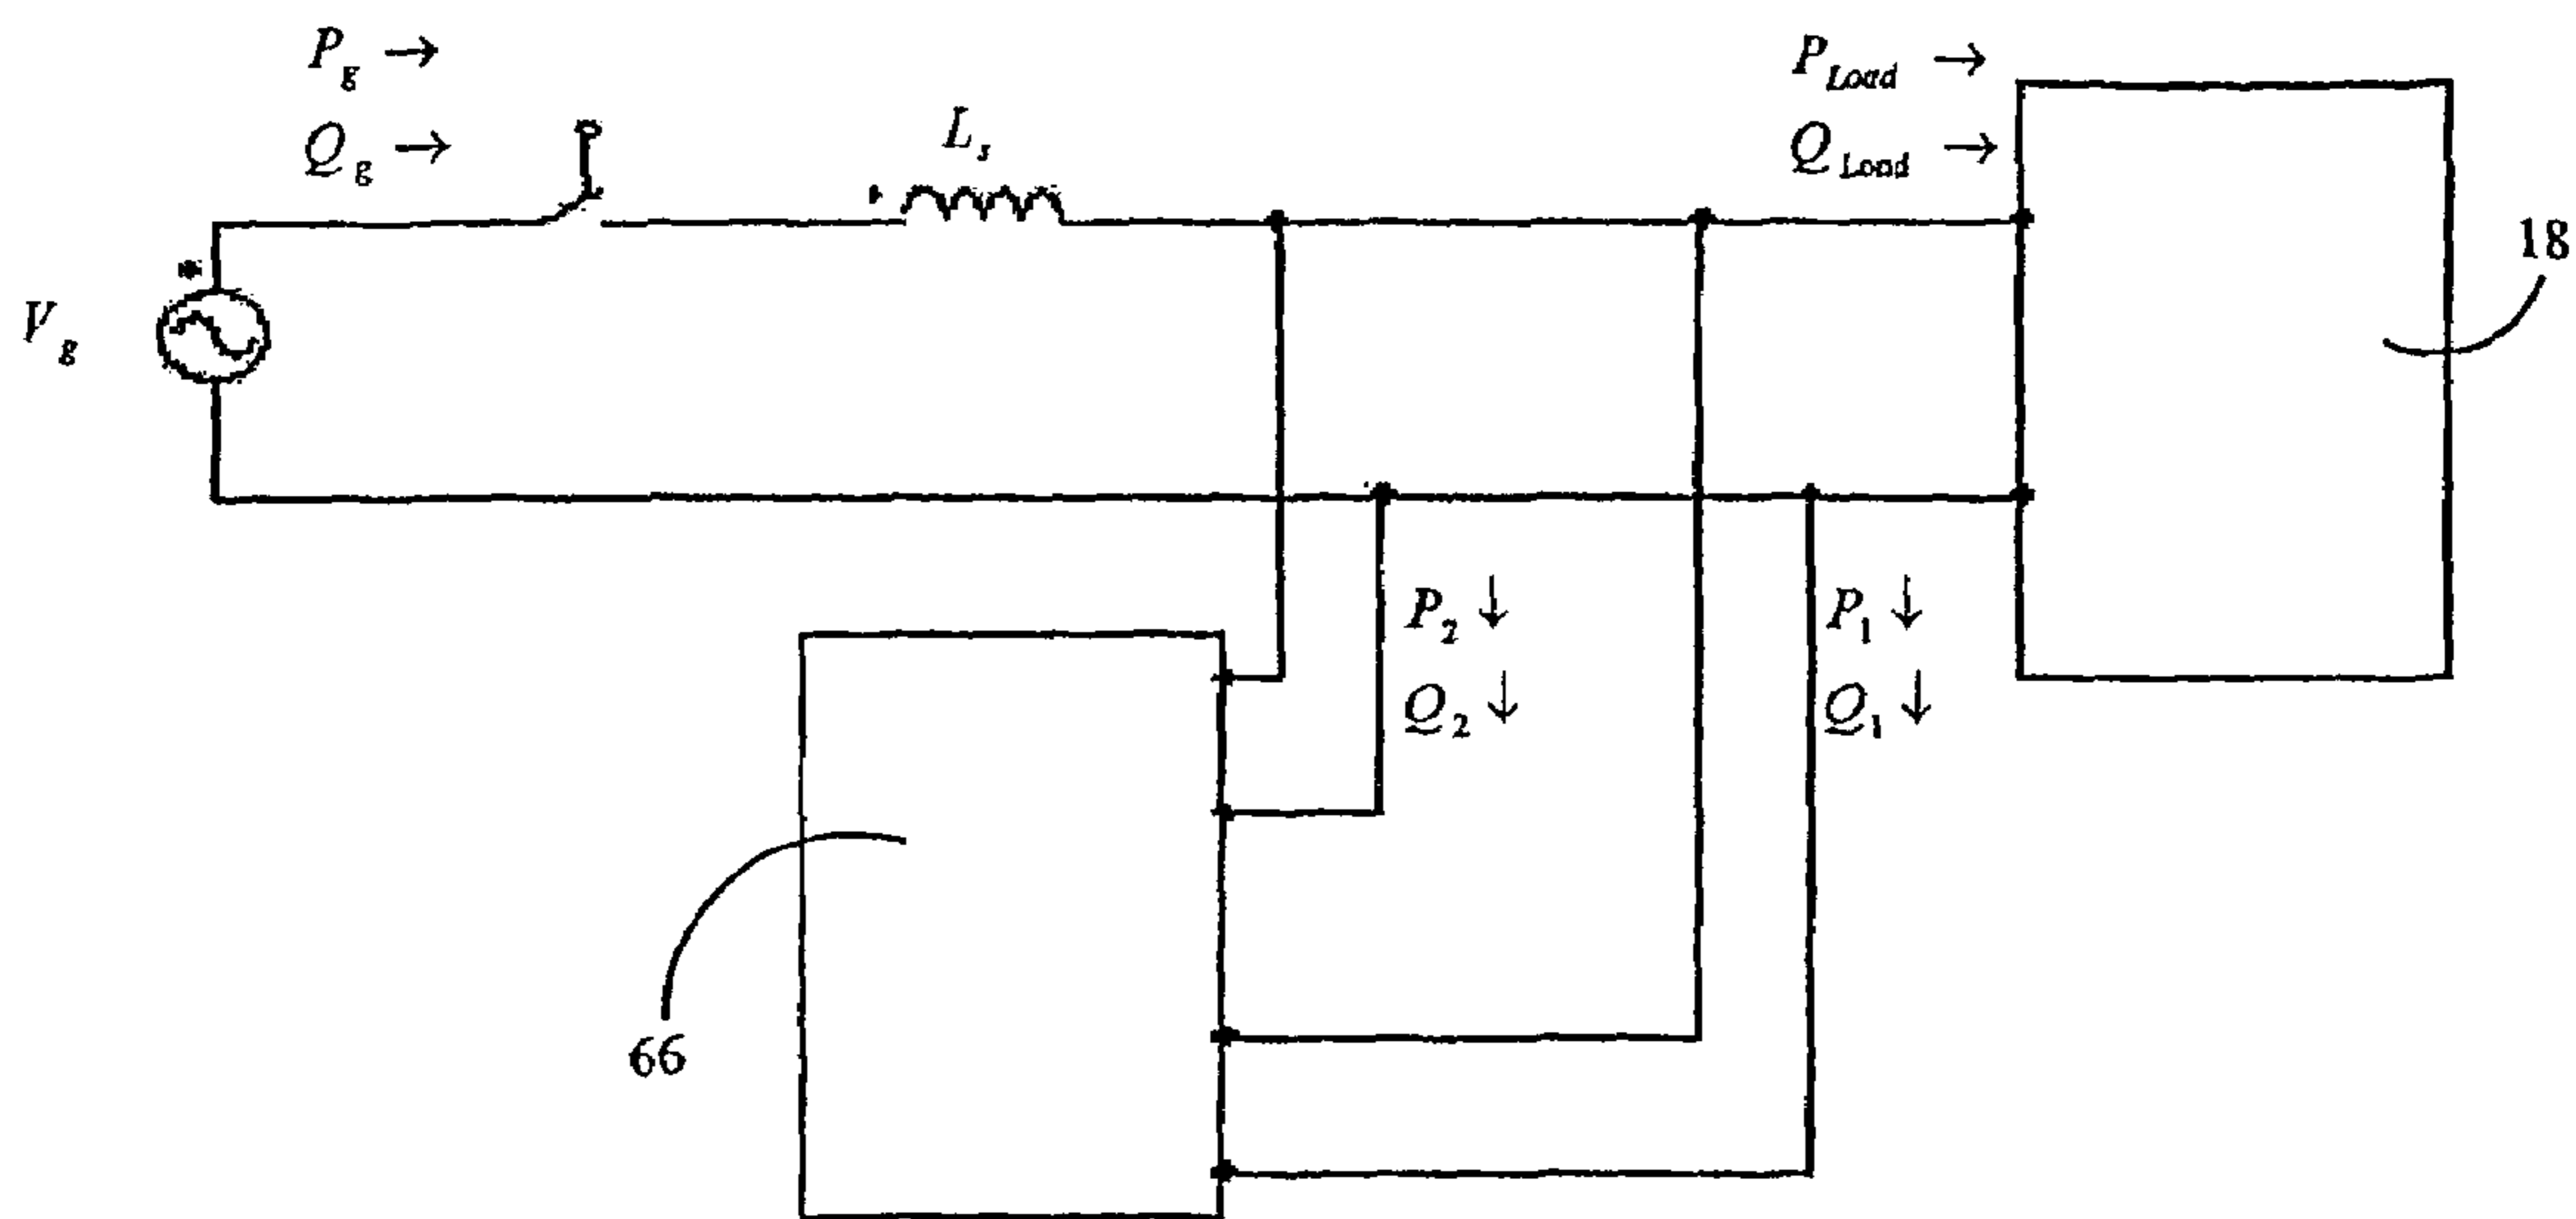 P_g →
Q_g →
L_s
P_Load →
Q_Load →
18
V_g
P_2 ↓
P_1 ↓
Q_2 ↓
Q_1 ↓
66